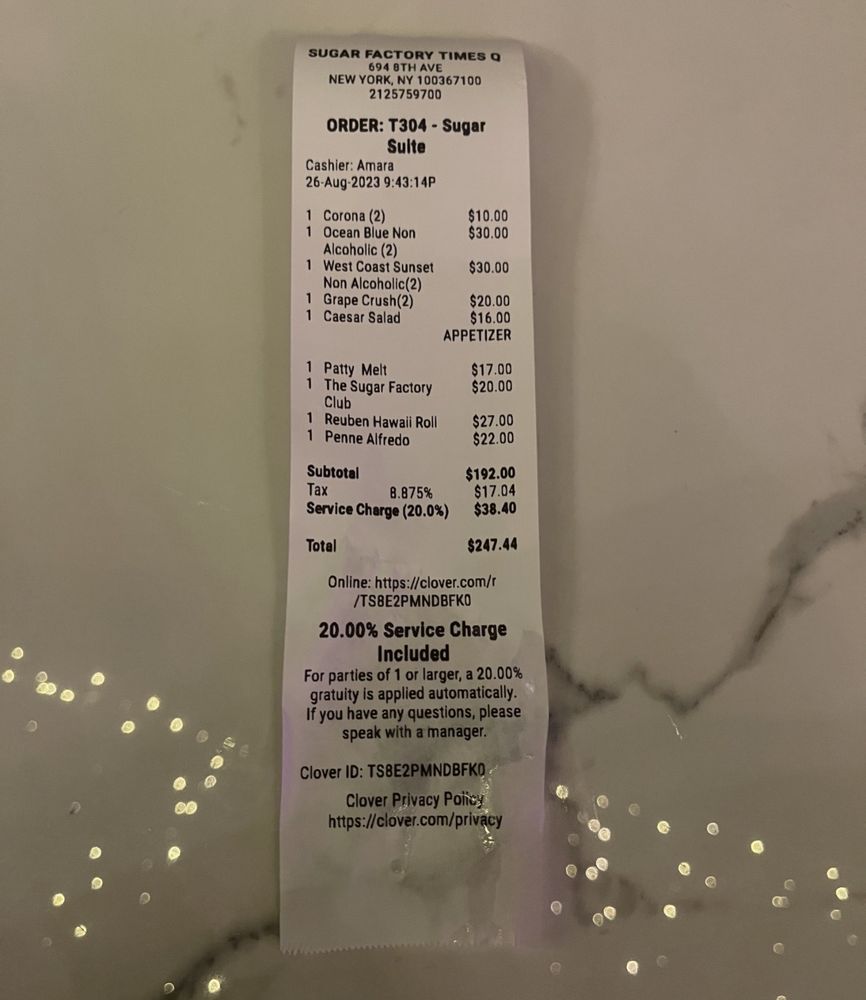 SUGAR FACTORY TIMES Q
694 8TH AVE
NEW YORK, NY 100367100
2125759700
ORDER: T304 - Sugar
Suite
Cashier: Amara
26-Aug-2023 9:43:14P
1 Corona (2) $10.00
1 Ocean Blue Non $30.00
Alcoholic (2)
1 West Coast Sunset $30.00
Non Alcoholic(2)
1 Grape Crush(2) $20.00
1 Caesar Salad $16.00
APPETIZER
1 Patty Melt $17.00
1 The Sugar Factory $20.00
Club
1 Reuben Hawaii Roll $27.00
1 Penne Alfredo $22.00
Subtotal $192.00
Tax 8.875% $17.04
Service Charge (20.0%) $38.40
Total $247.44
Online: https://clover.com/r
/TS8E2PMNDBFK0
20.00% Service Charge
Included
For parties of 1 or larger, a 20.00%
gratuity is applied automatically.
If you have any questions, please
speak with a manager.
Clover ID: TS8E2PMNDBFK0
Clover Privacy Policy
https://clover.com/privacy